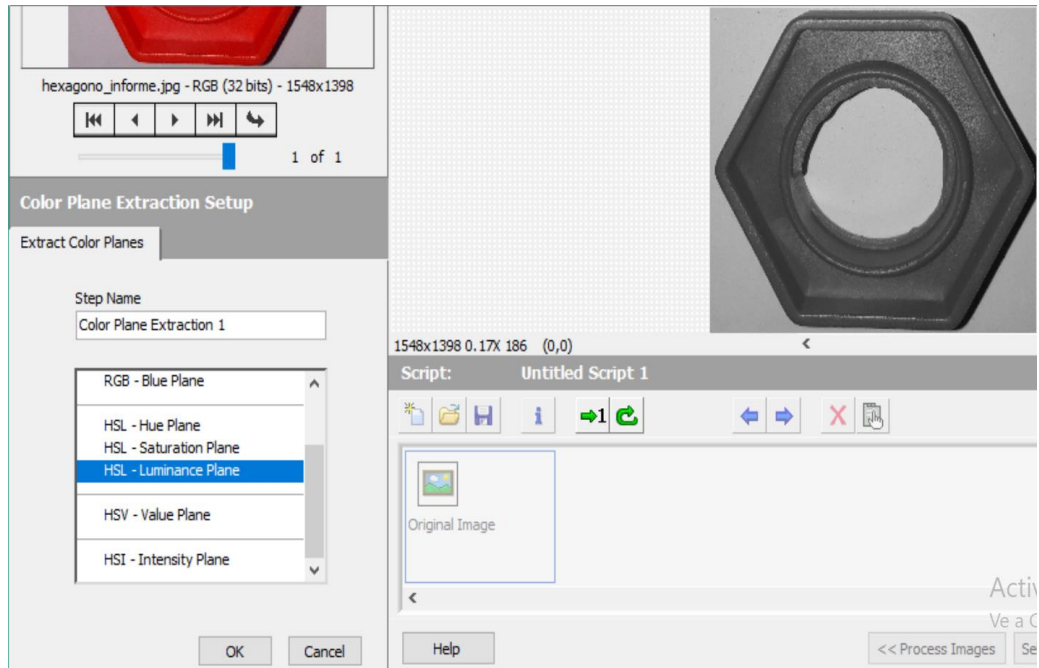 hexagono_informe.jpg - RGB (32 bits) - 1548x1398
1 of 1
Color Plane Extraction Setup
Extract Color Planes
Step Name
Color Plane Extraction 1
RGB - Blue Plane
HSL - Hue Plane
HSL - Saturation Plane
HSL - Luminance Plane
HSV - Value Plane
HSI - Intensity Plane
OK Cancel
1548x1398 0.17X 186 (0,0)
Script: Untitled Script 1
1
Original Image
Help
<< Process Images
Ve a